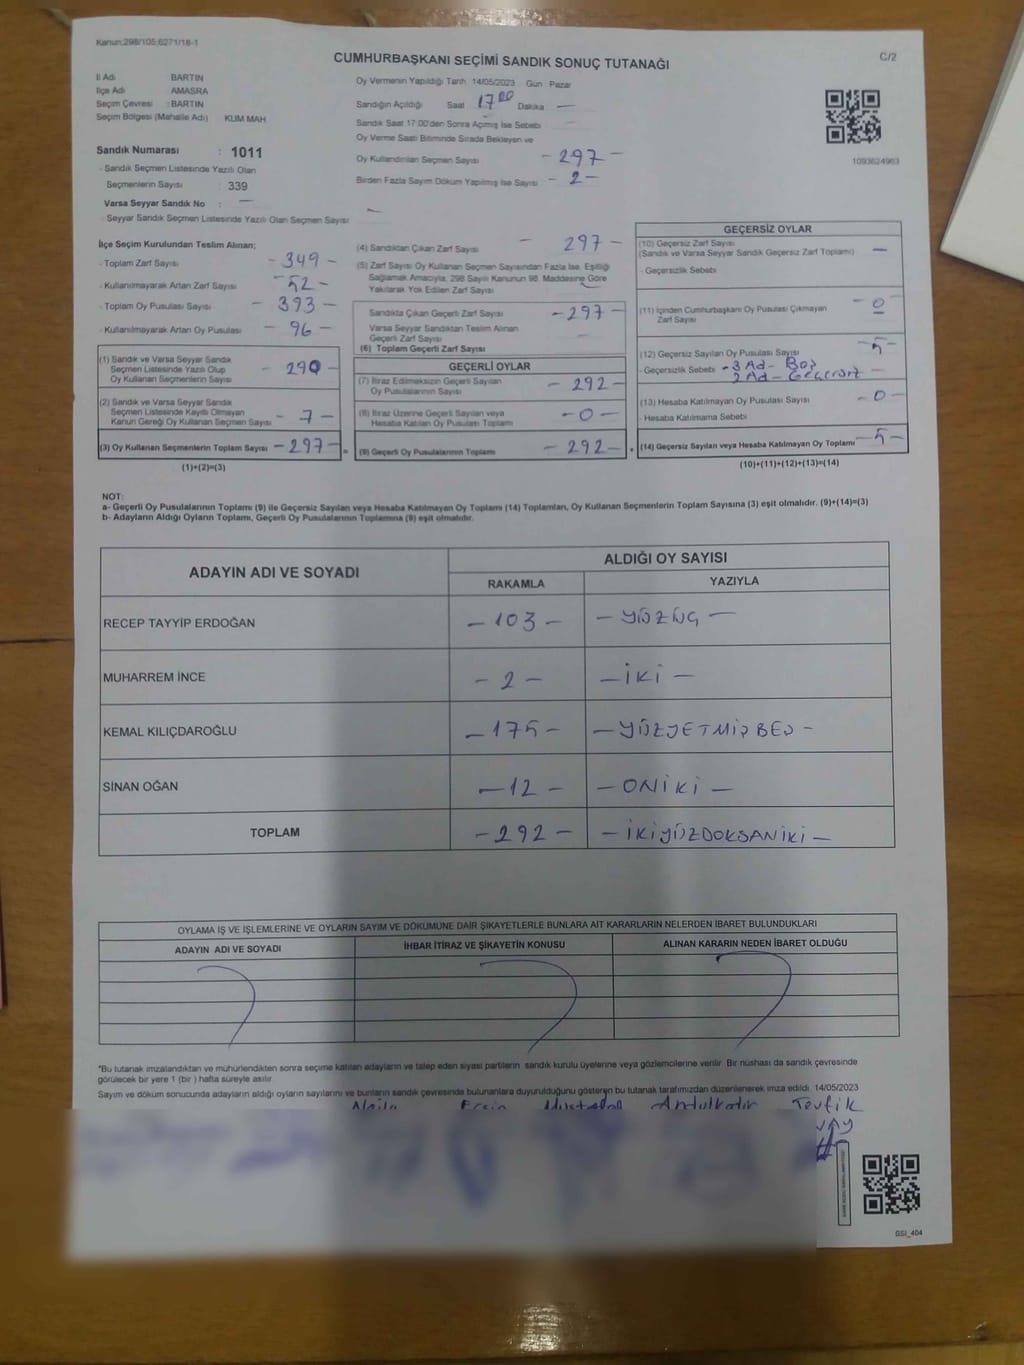 Kanun:298/105;6271/18-1
C/2
CUMHURBAŞKANI SEÇİMİ SANDIK SONUÇ TUTANAĞI
İl Adı BARTIN
İlçe Adı AMASRA
Seçim Çevresi : BARTIN
Seçim Bölgesi (Mahalle Adı) KUM MAH
Sandık Numarası : 1011
- Sandık Seçmen Listesinde Yazılı Olan
Seçmenlerin Sayısı : 339
Varsa Seyyar Sandık No : —
- Seyyar Sandık Seçmen Listesinde Yazılı Olan Seçmen Sayısı: —
Oy Vermenin Yapıldığı Tarih 14/05/2023 Gün Pazar
Sandığın Açıldığı Saat 17 00 Dakika —
Sandık Saat 17:00'den Sonra Açımış İse Sebebi
Oy Verme Saati Bitiminde Sırada Bekleyen ve
Oy Kullandırılan Seçmen Sayısı - 297 -
Birden Fazla Sayım Döküm Yapılmış İse Sayısı - 2 -
1093624963
İlçe Seçim Kurulundan Teslim Alınan;
- Toplam Zarf Sayısı - 349 -
- Kullanılmayarak Artan Zarf Sayısı - 52 -
- Toplam Oy Pusulası Sayısı - 393 -
- Kullanılmayarak Artan Oy Pusulası - 96 -
(1) Sandık ve Varsa Seyyar Sandık
Seçmen Listesinde Yazılı Olup
Oy Kullanan Seçmenlerin Sayısı - 290 -
(2) Sandık ve Varsa Seyyar Sandık
Seçmen Listesinde Kayıtlı Olmayan
Kanun Gereği Oy Kullanan Seçmen Sayısı - 7 -
(3) Oy Kullanan Seçmenlerin Toplam Sayısı - 297 -
(1)+(2)=(3)
(4) Sandıktan Çıkan Zarf Sayısı - 297 -
(5) Zarf Sayısı Oy Kullanan Seçmen Sayısından Fazla İse, Eşitliği
Sağlamak Amacıyla, 298 Sayılı Kanunun 98. Maddesine Göre
Yakılarak Yok Edilen Zarf Sayısı
Sandıkta Çıkan Geçerli Zarf Sayısı - 297 -
Varsa Seyyar Sandıktan Teslim Alınan
Geçerli Zarf Sayısı
(6) Toplam Geçerli Zarf Sayısı
GEÇERLİ OYLAR
(7) İtiraz Edilmeksizin Geçerli Sayılan
Oy Pusulalarının Sayısı - 292 -
(8) İtiraz Üzerine Geçerli Sayılan veya
Hesaba Katılan Oy Pusulaları Toplamı - 0 -
(9) Geçerli Oy Pusulalarının Toplamı - 292 -
GEÇERSİZ OYLAR
(10) Geçersiz Zarf Sayısı
(Sandık ve Varsa Seyyar Sandık Geçersiz Zarf Toplamı) —
- Geçersizlik Sebebi
(11) İçinden Cumhurbaşkanı Oy Pusulası Çıkmayan
Zarf Sayısı - 0
(12) Geçersiz Sayılan Oy Pusulası Sayısı - 5 -
- Geçersizlik Sebebi - 3 Ad - Boş
2 Ad - Geçersiz —
(13) Hesaba Katılmayan Oy Pusulası Sayısı - 0 -
- Hesaba Katılmama Sebebi
(14) Geçersiz Sayılan veya Hesaba Katılmayan Oy Toplamı - 5 -
(10)+(11)+(12)+(13)=(14)
NOT:
a- Geçerli Oy Pusulalarının Toplamı (9) ile Geçersiz Sayılan veya Hesaba Katılmayan Oy Toplamı (14) Toplamları, Oy Kullanan Seçmenlerin Toplam Sayısına (3) eşit olmalıdır. (9)+(14)=(3)
b- Adayların Aldığı Oyların Toplamı, Geçerli Oy Pusulalarının Toplamına (9) eşit olmalıdır.
ADAYIN ADI VE SOYADI ALDIĞI OY SAYISI
RAKAMLA YAZIYLA
RECEP TAYYİP ERDOĞAN - 103 - - YÜZÜÇ -
MUHARREM İNCE - 2 - - İKİ -
KEMAL KILIÇDAROĞLU - 175 - - YÜZYETMİŞBEŞ -
SİNAN OĞAN - 12 - - ONİKİ -
TOPLAM - 292 - - İKİYÜZDOKSANİKİ -
OYLAMA İŞ VE İŞLEMLERİNE VE OYLARIN SAYIM VE DÖKÜMÜNE DAİR ŞİKAYETLERLE BUNLARA AİT KARARLARIN NELERDEN İBARET BULUNDUKLARI
ADAYIN ADI VE SOYADI İHBAR İTİRAZ VE ŞİKAYETİN KONUSU ALINAN KARARIN NEDEN İBARET OLDUĞU
*Bu tutanak imzalandıktan ve mühürlendikten sonra seçime katılan adayların ve talep eden siyasi partilerin, sandık kurulu üyelerine veya gözlemcilerine verilir. Bir nüshası da sandık çevresinde
görülecek bir yere 1 (bir) hafta süreyle asılır.
Sayım ve döküm sonucunda adayların aldığı oyların sayılarını ve bunların sandık çevresinde bulunanlara duyurulduğunu gösteren bu tutanak tarafımızdan düzenlenerek imza edildi. 14/05/2023
Ersin Mustafa Abdulkadir Tevfik
GSI_404